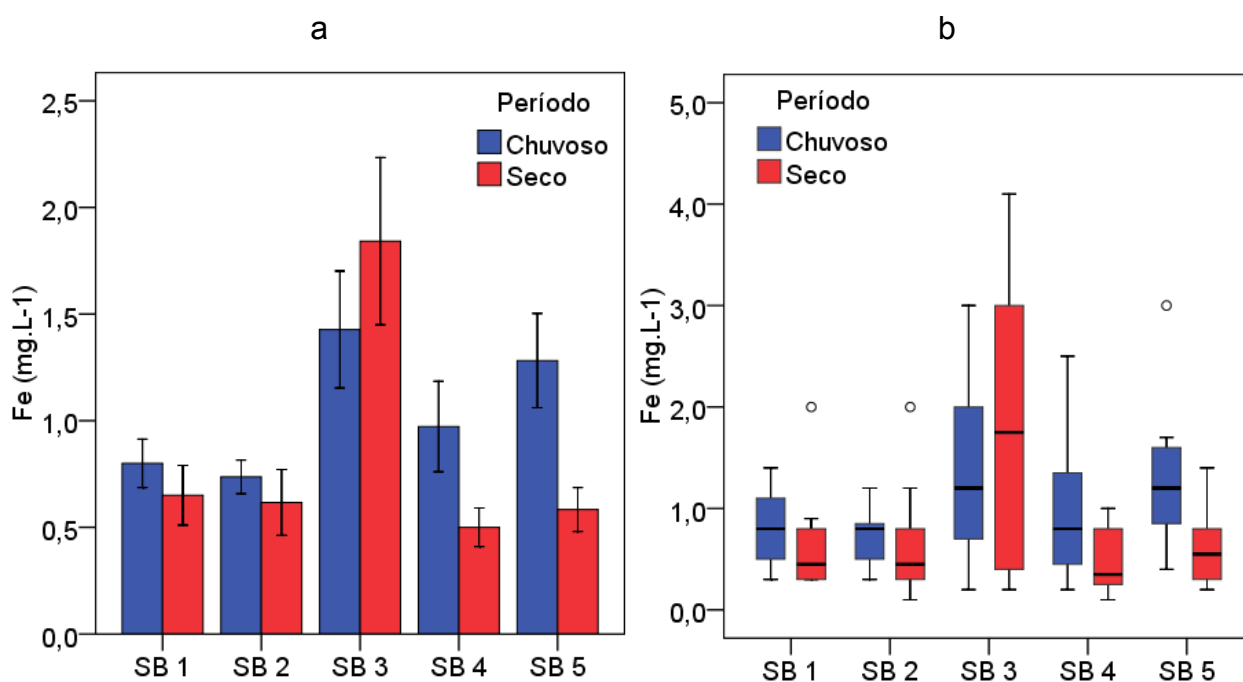 a
2,5
2,0
1,5
1,0
0,5
0,0
Fe (mg.L-1)
Período
Chuvoso
Seco
SB 1 SB 2 SB 3 SB 4 SB 5
b
5,0
4,0
3,0
2,0
1,0
0,0
Fe (mg.L-1)
Período
Chuvoso
Seco
SB 1 SB 2 SB 3 SB 4 SB 5